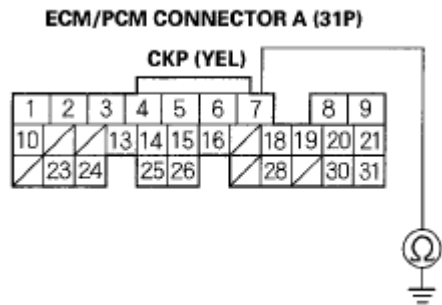 ECM/PCM CONNECTOR A (31P)
CKP (YEL)
1 2 3 4 5 6 7 8 9
10 13 14 15 16 18 19 20 21
23 24 25 26 28 30 31
Ω